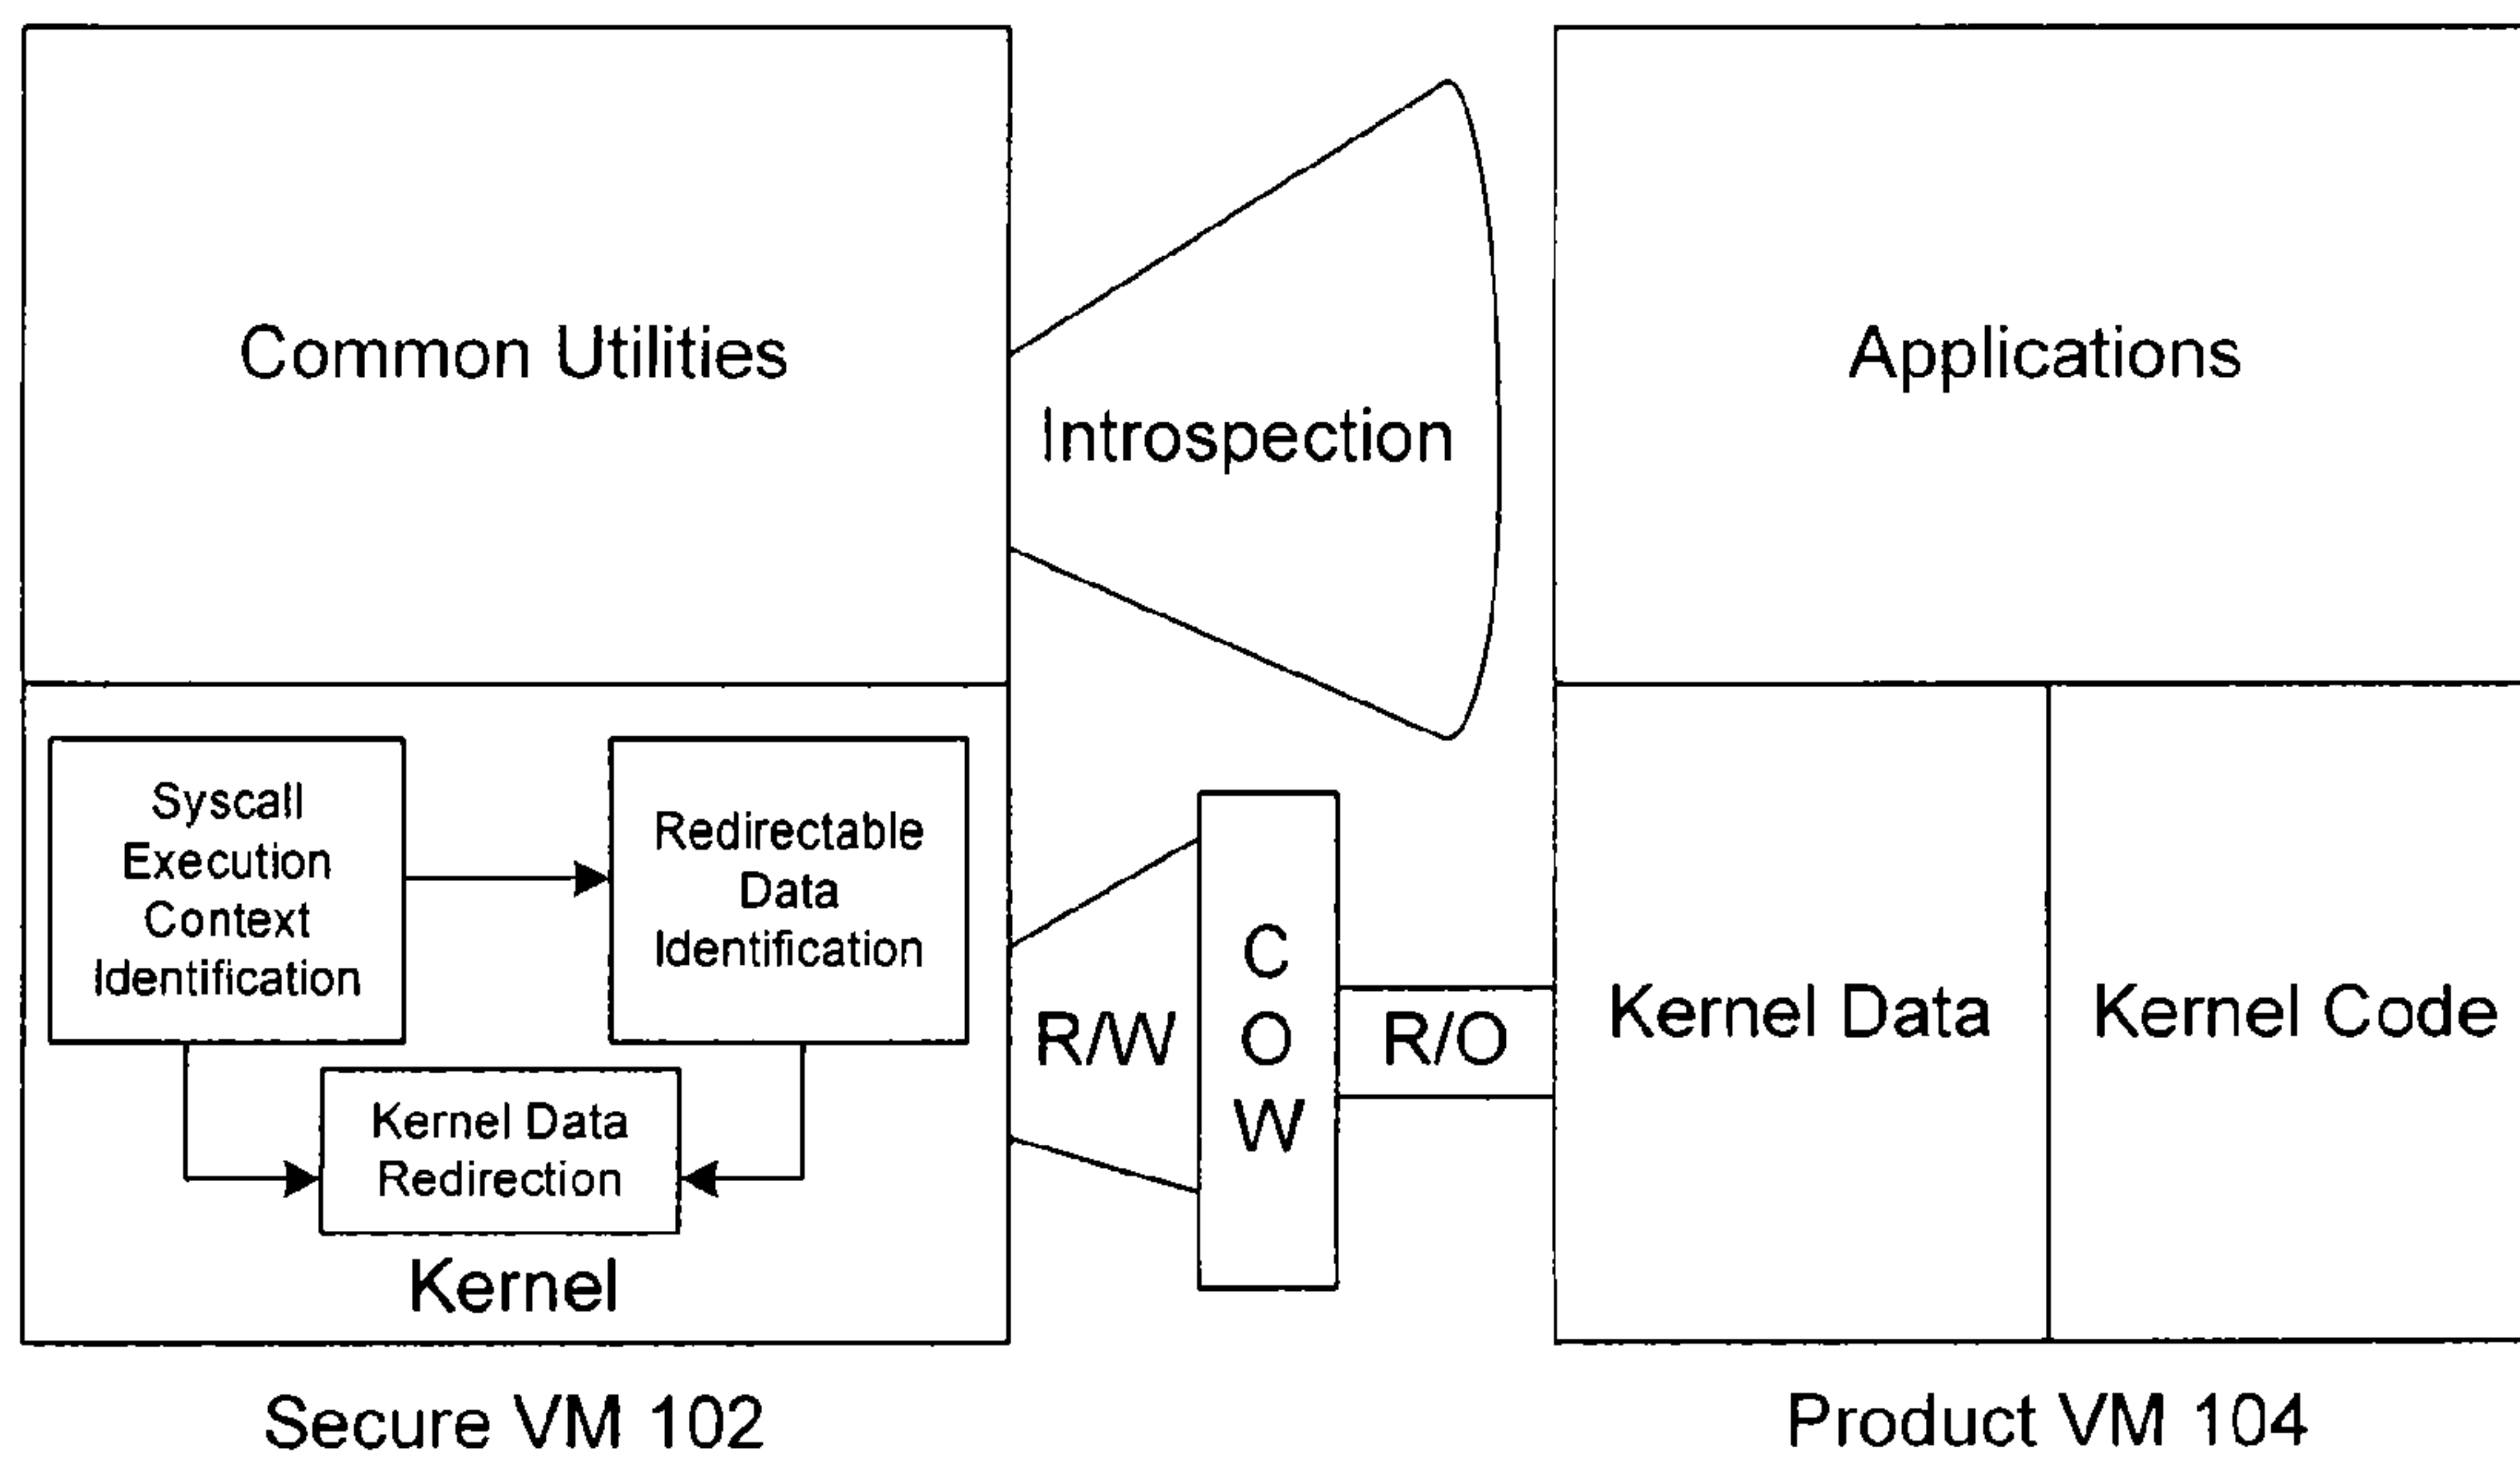 Common Utilities
Introspection
Applications
Syscall
Execution
Context
Identification
Redirectable
Data
Identification
Kernel Data
Redirection
Kernel
R/W
C
O
W
R/O
Kernel Data
Kernel Code
Secure VM 102
Product VM 104